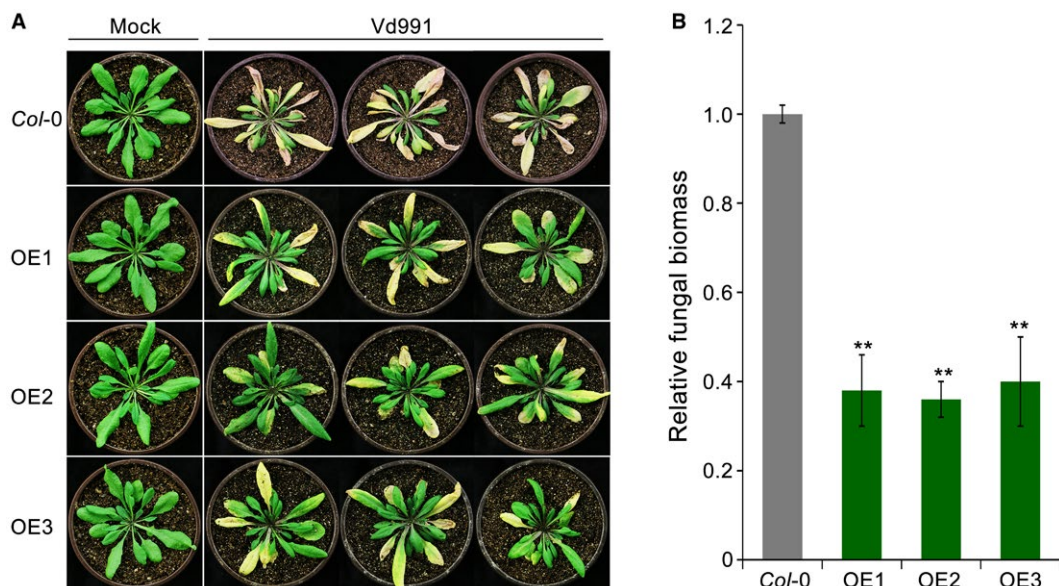 A
Mock
Vd991
Col-0
OE1
OE2
OE3
B
Relative fungal biomass
1.2
1.0
0.8
0.6
0.4
0.2
0
**
**
**
Col-0
OE1
OE2
OE3